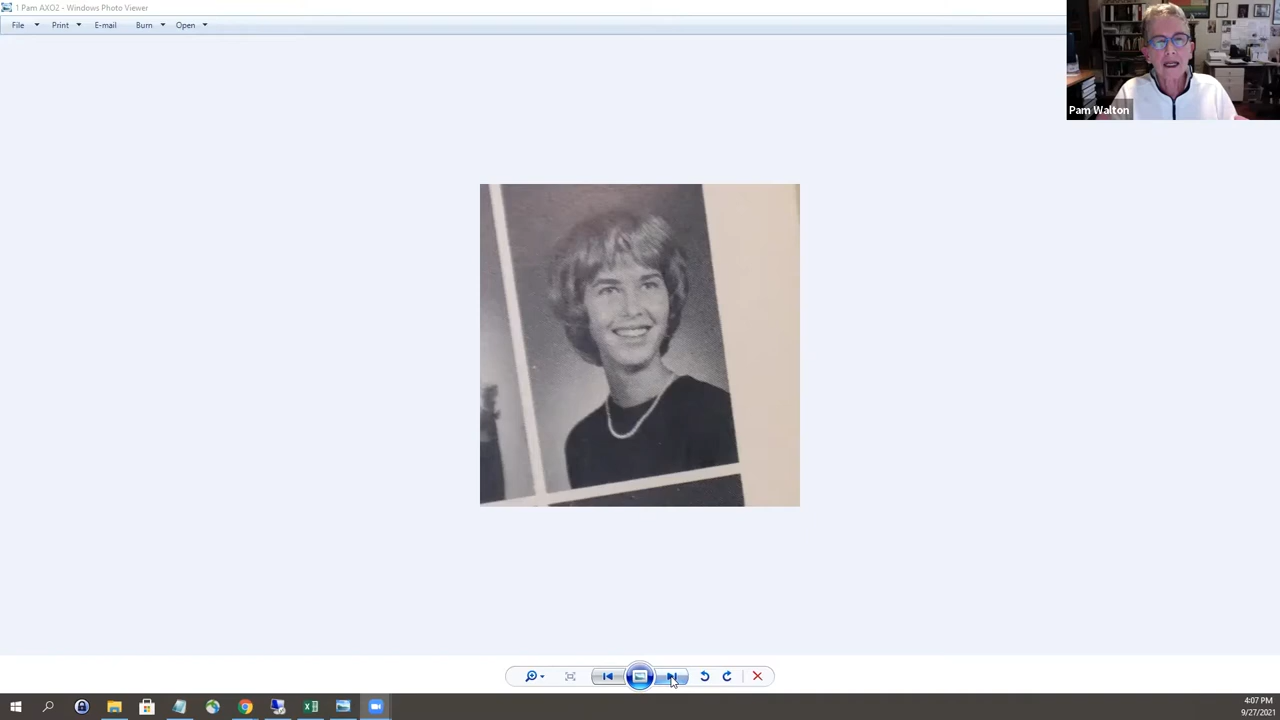 1 Pam AXO2 - Windows Photo Viewer
File Print E-mail Burn Open
Pam Walton
4:07 PM
9/27/2021